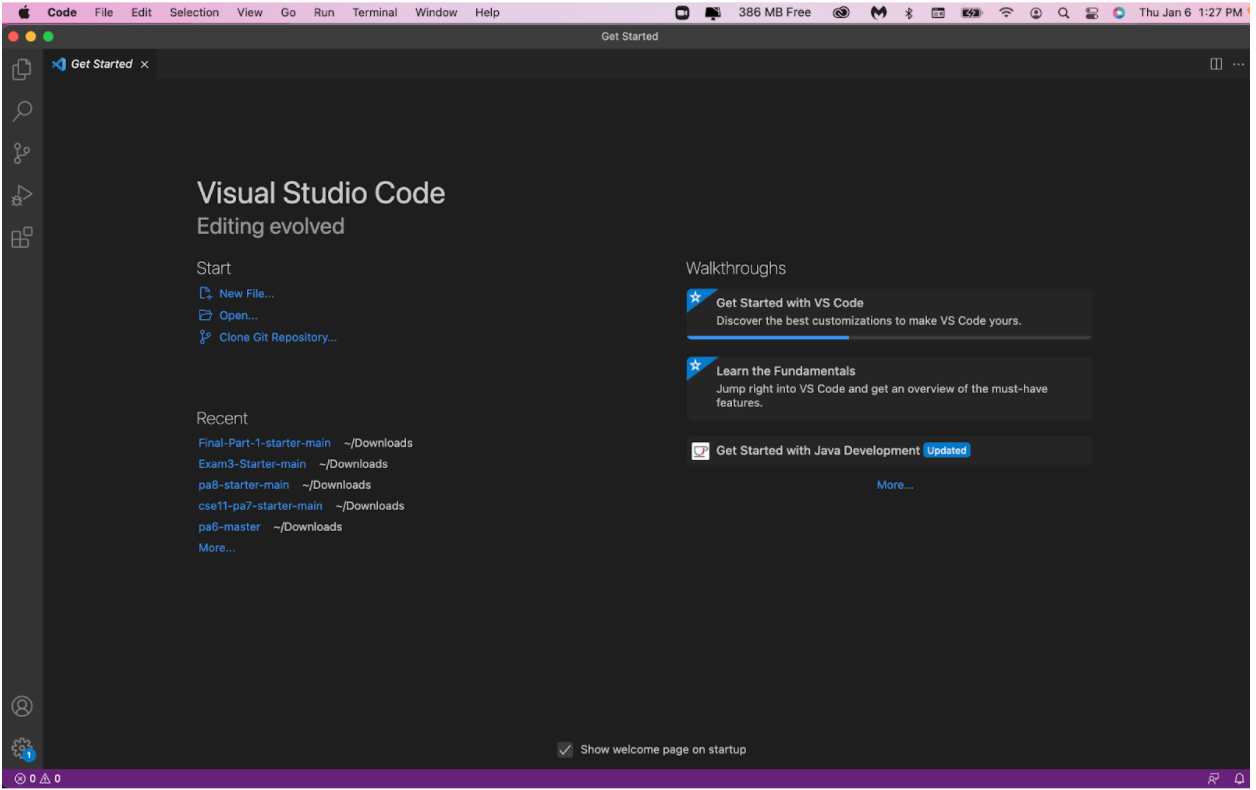 Code File Edit Selection View Go Run Terminal Window Help 386 MB Free Thu Jan 6 1:27 PM
Get Started
Get Started
Visual Studio Code
Editing evolved
Start
New File...
Open...
Clone Git Repository...
Recent
Final-Part-1-starter-main ~/Downloads
Exam3-Starter-main ~/Downloads
pa8-starter-main ~/Downloads
cse11-pa7-starter-main ~/Downloads
pa6-master ~/Downloads
More...
Walkthroughs
Get Started with VS Code
Discover the best customizations to make VS Code yours.
Learn the Fundamentals
Jump right into VS Code and get an overview of the must-have
features.
Get Started with Java Development Updated
More...
Show welcome page on startup
1
0 0